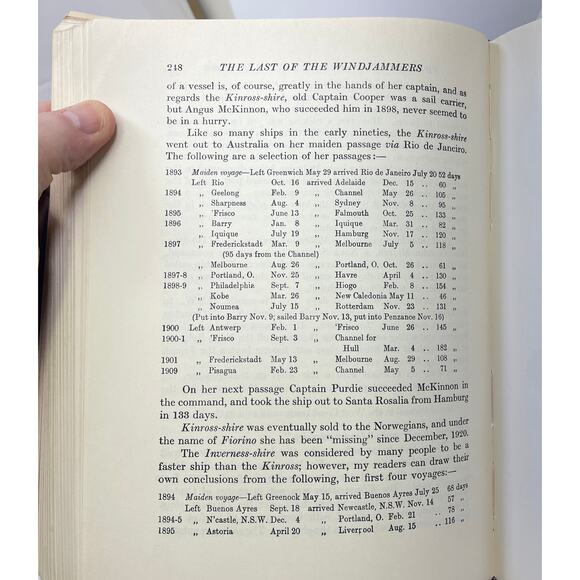 248 THE LAST OF THE WINDJAMMERS
of a vessel is, of course, greatly in the hands of her captain, and as
regards the Kinross-shire, old Captain Cooper was a sail carrier,
but Angus McKinnon, who succeeded him in 1898, never seemed to
be in a hurry.
Like so many ships in the early nineties, the Kinross-shire
went out to Australia on her maiden passage via Rio de Janeiro.
The following are a selection of her passages:—
1893 Maiden voyage—Left Greenwich May 29 arrived Rio de Janeiro July 20 52 days
Left Rio Oct. 16 arrived Adelaide Dec. 15 .. 60 „
1894 „ Geelong Feb. 9 „ Channel May 26 .. 105 „
„ Sharpness Aug. 4 „ Sydney Nov. 8 .. 95 „
1895 „ 'Frisco June 13 „ Falmouth Oct. 25 .. 133 „
1896 „ Barry Jan. 8 „ Iquique Mar. 31 .. 82 „
„ Iquique July 19 „ Hamburg Nov. 17 .. 120 „
1897 „ Frederickstadt Mar. 9 „ Melbourne July 5 .. 118 „
(95 days from the Channel)
„ Melbourne Aug. 26 „ Portland, O. Oct. 26 .. 61 „
1897-8 „ Portland, O. Nov. 25 „ Havre April 4 .. 130 „
1898-9 „ Philadelphia Sept. 7 „ Hiogo Feb. 8 .. 154 „
„ Kobe Mar. 26 „ New Caledonia May 11 .. 46 „
„ Noumea July 15 „ Rotterdam Nov. 23 .. 131 „
(Put into Barry Nov. 9; sailed Barry Nov. 13, put into Penzance Nov. 16)
1900 Left Antwerp Feb. 1 „ 'Frisco June 26 .. 145 „
1900-1 „ 'Frisco Sept. 3 „ Channel for
Hull Mar. 4 .. 182 „
1901 „ Frederickstadt May 13 „ Melbourne Aug. 29 .. 108 „
1909 „ Pisagua Feb. 23 „ Channel May 5 .. 71 „
On her next passage Captain Purdie succeeded McKinnon in
the command, and took the ship out to Santa Rosalia from Hamburg
in 133 days.
Kinross-shire was eventually sold to the Norwegians, and under
the name of Fiorino she has been "missing" since December, 1920.
The Inverness-shire was considered by many people to be a
faster ship than the Kinross; however, my readers can draw their
own conclusions from the following, her first four voyages:—
1894 Maiden voyage—Left Greenock May 15, arrived Buenos Ayres July 25 68 days
Left Buenos Ayres Sept. 18 arrived Newcastle, N.S.W. Nov. 14 57 „
1894-5 „ N'castle, N.S.W. Dec. 4 „ Portland, O. Feb. 21 .. 78 „
1895 „ Astoria April 20 „ Liverpool Aug. 15 .. 116 „